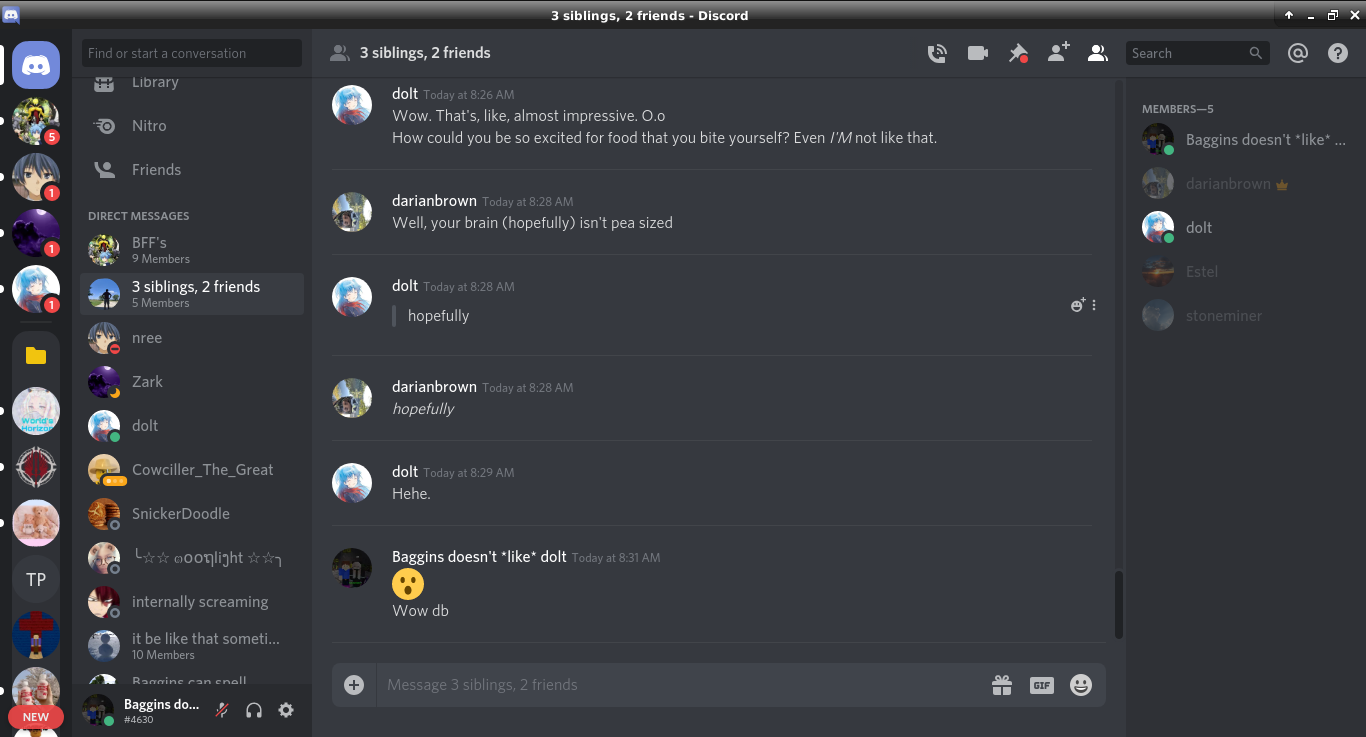 3 siblings, 2 friends - Discord
Find or start a conversation
3 siblings, 2 friends
Search
5
1
1
1
World's
Horizon
TP
NEW
Library
Nitro
Friends
DIRECT MESSAGES
BFF's
9 Members
3 siblings, 2 friends
5 Members
nree
Zark
dolt
Cowciller_The_Great
SnickerDoodle
internally screaming
it be like that someti...
10 Members
Baggins can spell
Baggins do...
#4630
dolt Today at 8:26 AM
Wow. That's, like, almost impressive. O.o
How could you be so excited for food that you bite yourself? Even I'M not like that.
darianbrown Today at 8:28 AM
Well, your brain (hopefully) isn't pea sized
dolt Today at 8:28 AM
hopefully
darianbrown Today at 8:28 AM
hopefully
dolt Today at 8:29 AM
Hehe.
Baggins doesn't *like* dolt Today at 8:31 AM
Wow db
Message 3 siblings, 2 friends
GIF
MEMBERS—5
Baggins doesn't *like* ...
darianbrown
dolt
Estel
stoneminer